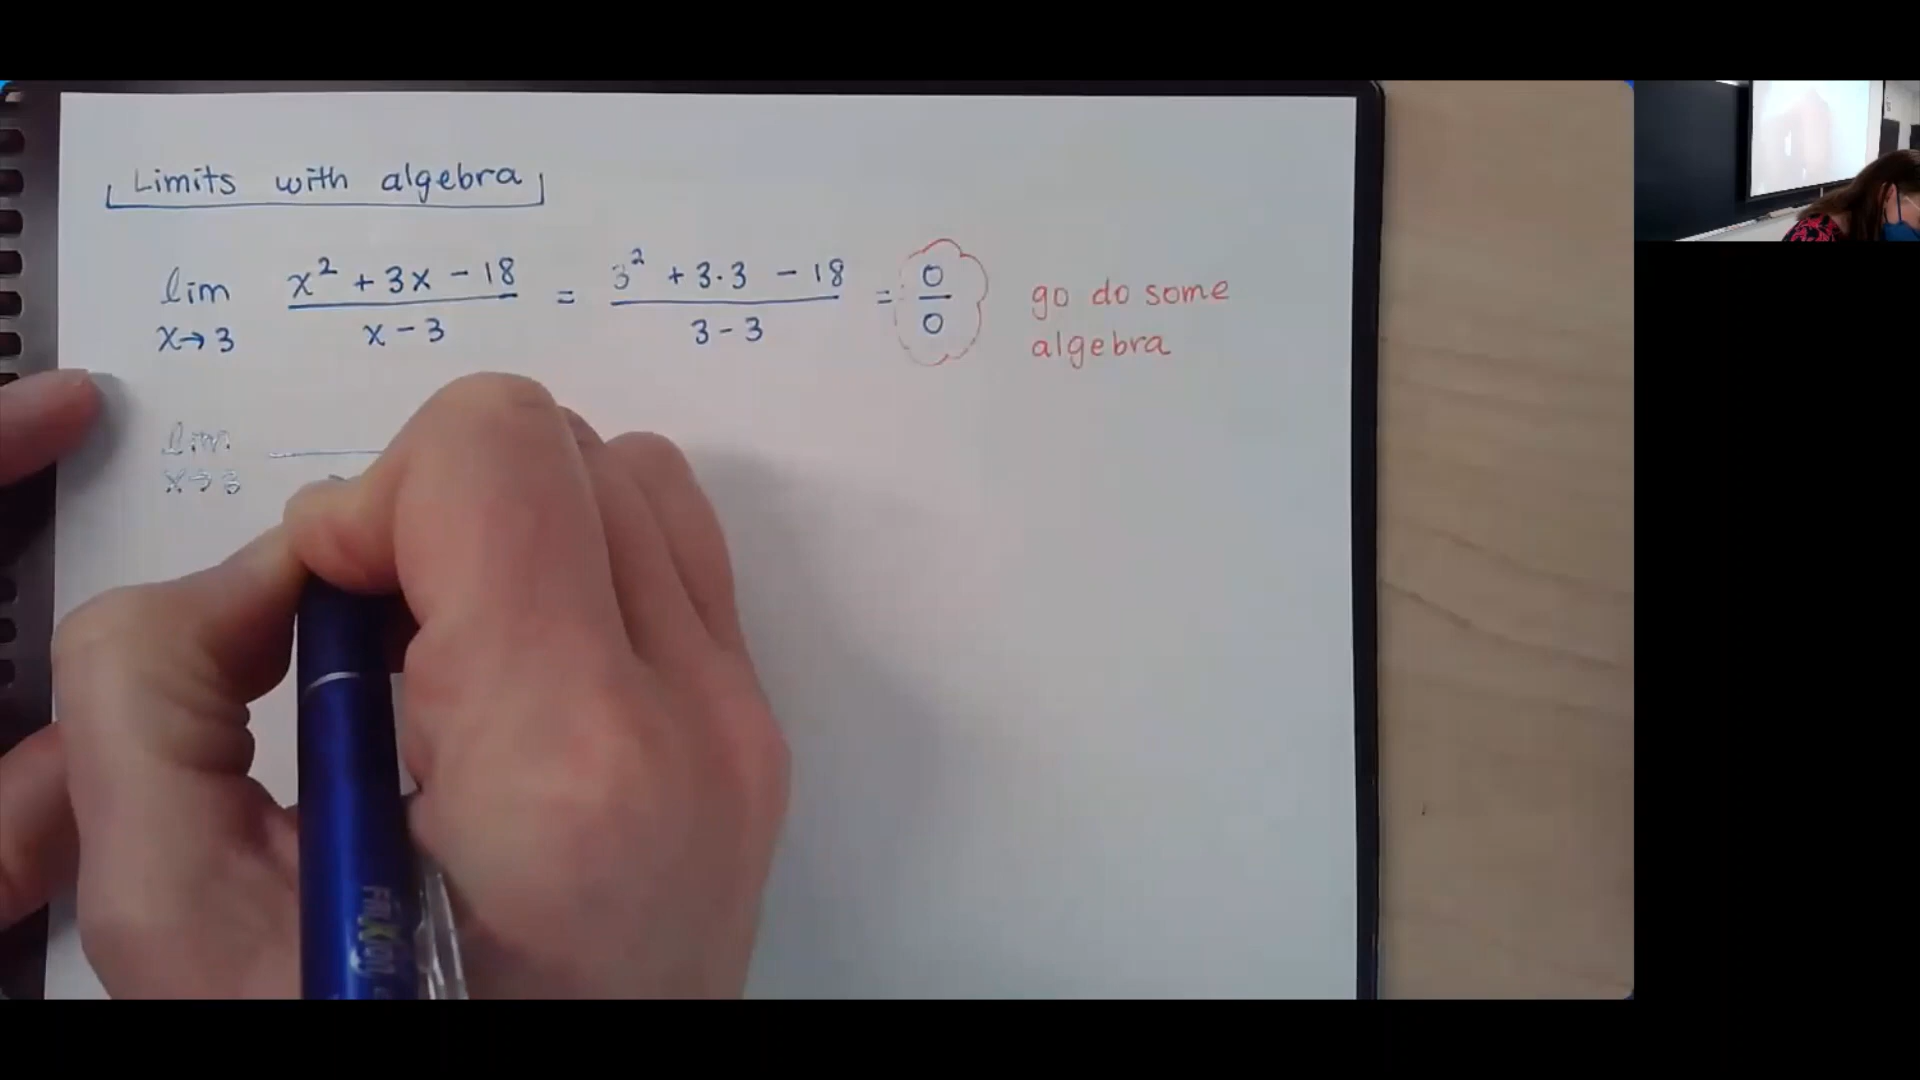 Limits with algebra
lim x→3 x² + 3x - 18 / x - 3 = 3² + 3·3 - 18 / 3 - 3 = 0 / 0 go do some
algebra
lim
x→3
FRiXion